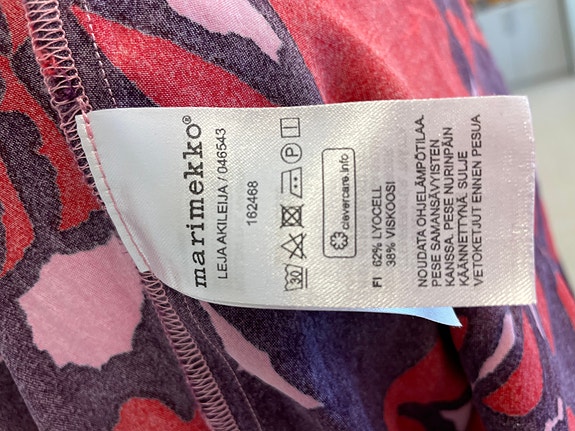 marimekko®
LEJA AKILEIJA / 046543
162468
30 P
clevercare.info
FI 62% LYOCELL
38% VISKOOSI
NOUDATA OHJELÄMPÖTILAA.
PESE SAMANSÄVYISTEN
KANSSA. PESE NURINPÄIN
KÄÄNNETTYNÄ. SULJE
VETOKETJUT ENNEN PESUA